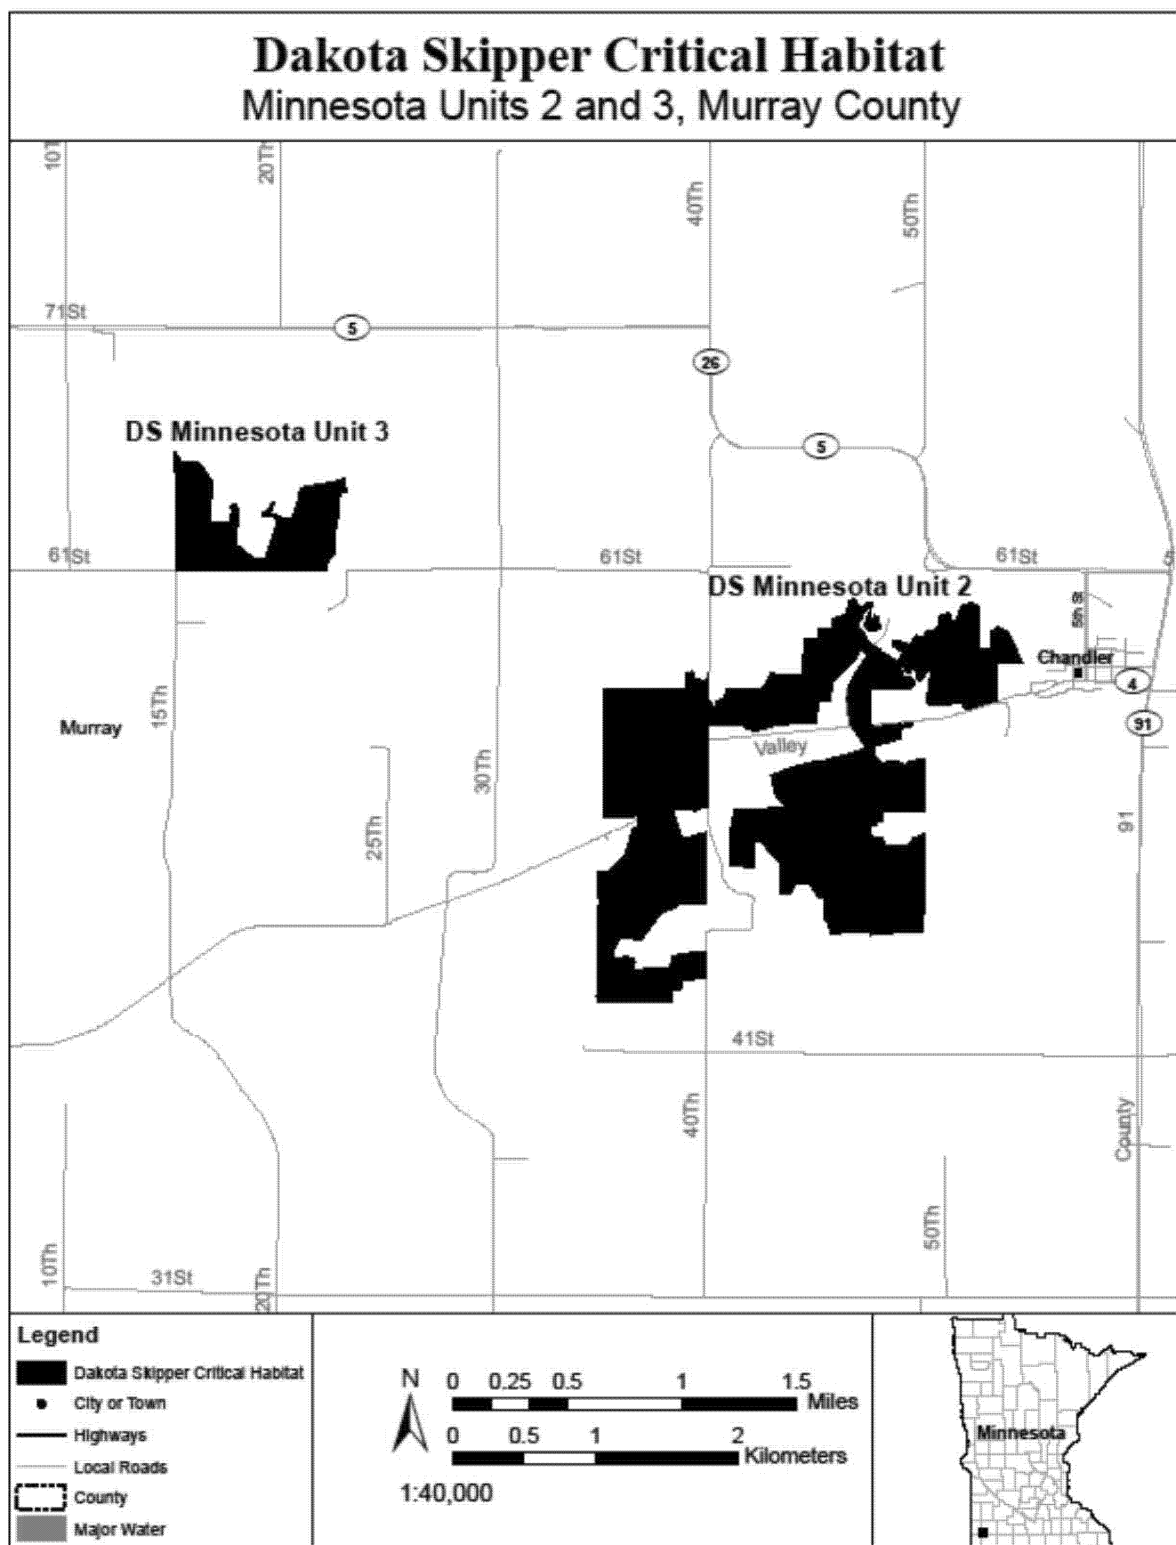 Dakota Skipper Critical Habitat
Minnesota Units 2 and 3, Murray County
20Th
40Th
50Th
71St
5
26
DS Minnesota Unit 3
5
61St
61St
61St
DS Minnesota Unit 2
5th St
Chandler
4
15Th
Murray
91
Valley
30Th
25Th
91
41St
40Th
County
50Th
10Th
31St
20Th
Legend
Dakota Skipper Critical Habitat
City or Town
Highways
Local Roads
County
Major Water
N
0 0.25 0.5 1 1.5
Miles
0 0.5 1 2
Kilometers
1:40,000
Minnesota